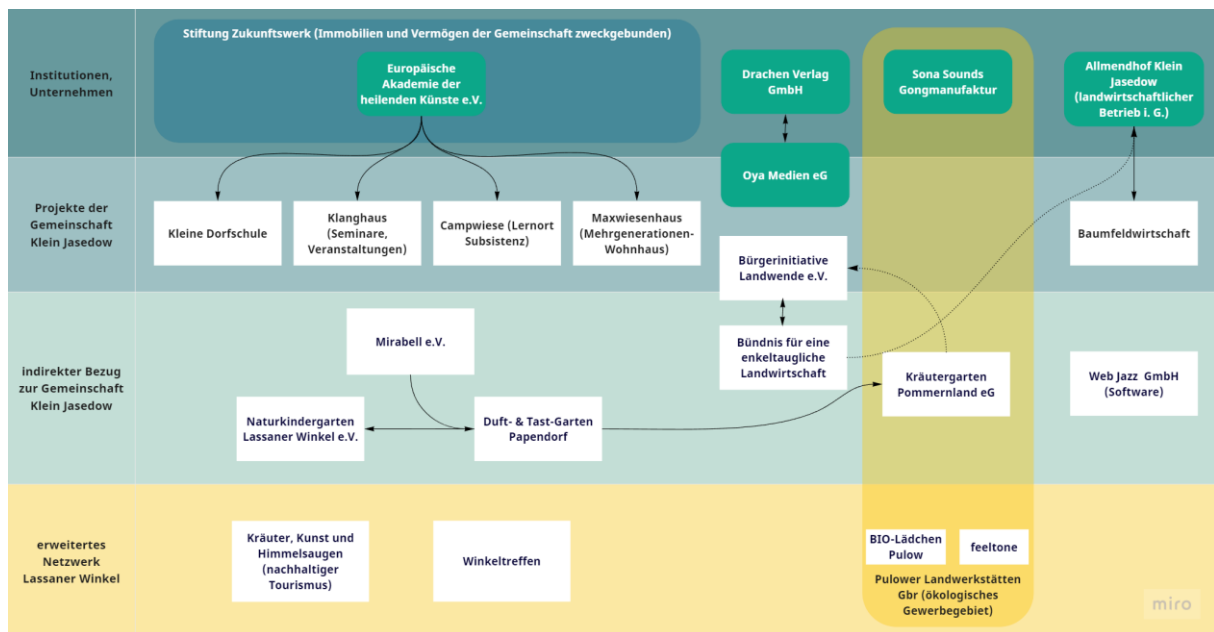 Stiftung Zukunftswerk (Immobilien und Vermögen der Gemeinschaft zweckgebunden)
Institutionen,
Unternehmen
Europäische
Akademie der
heilenden Künste e.V.
Drachen Verlag
GmbH
Sona Sounds
Gongmanufaktur
Allmendhof Klein
Jasedow
(landwirtschaftlicher
Betrieb i. G.)
Oya Medien eG
Projekte der
Gemeinschaft
Klein Jasedow
Kleine Dorfschule
Klanghaus
(Seminare,
Veranstaltungen)
Campwiese (Lernort
Subsistenz)
Maxwiesenhaus
(Mehrgenerationen-
Wohnhaus)
Baumfeldwirtschaft
Bürgerinitiative
Landwende e.V.
indirekter Bezug
zur Gemeinschaft
Klein Jasedow
Mirabell e.V.
Bündnis für eine
enkeltaugliche
Landwirtschaft
Kräutergarten
Pommernland eG
Web Jazz GmbH
(Software)
Naturkindergarten
Lassaner Winkel e.V.
Duft- & Tast-Garten
Papendorf
erweitertes
Netzwerk
Lassaner Winkel
Kräuter, Kunst und
Himmelsaugen
(nachhaltiger
Tourismus)
Winkeltreffen
BIO-Lädchen
Pulow
feeltone
Pulower Landwerkstätten
Gbr (ökologisches
Gewerbegebiet)
miro